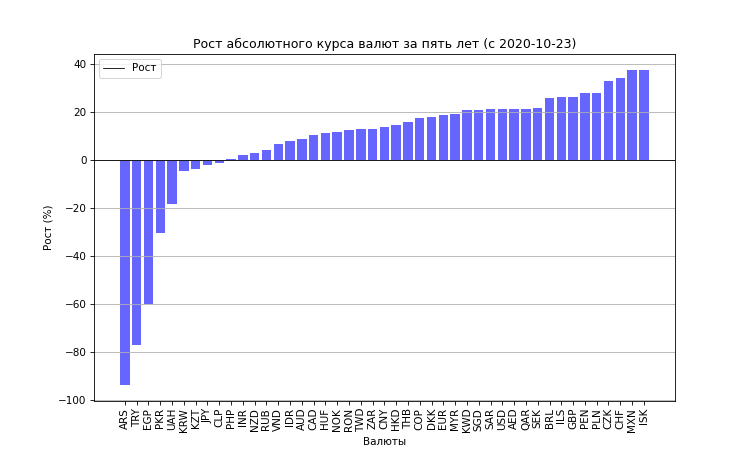 Рост абсолютного курса валют за пять лет (с 2020-10-23)
Рост
40
20
0
−20
−40
−60
−80
−100
Рост (%)
ARS TRY EGP PKR UAH KRW KZT JPY CLP PHP INR NZD RUB VND IDR AUD CAD HUF NOK RON TWD ZAR CNY HKD THB COP DKK EUR MYR KWD SGD SAR USD AED QAR SEK BRL ILS GBP PEN PLN CZK CHF MXN ISK
Валюты